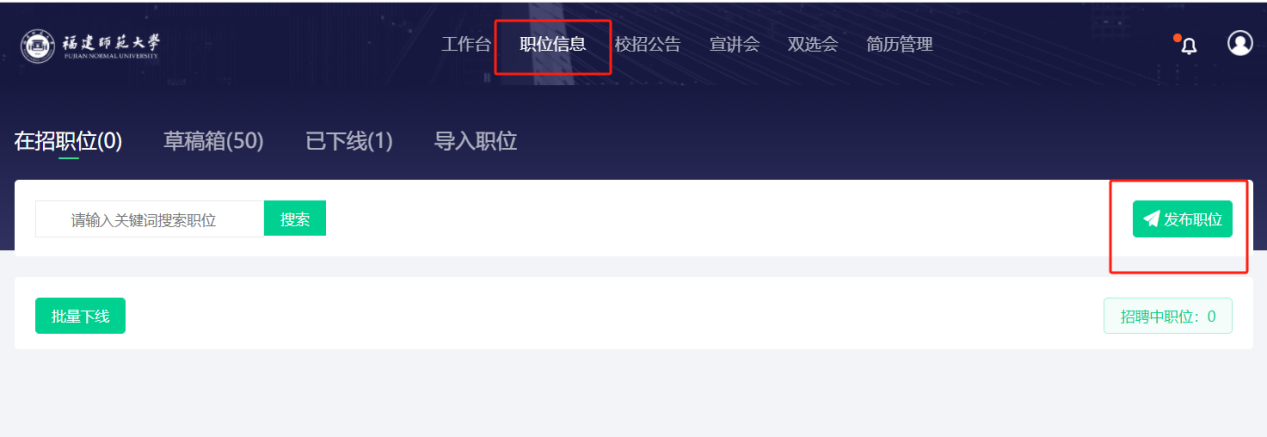 福建师范大学
FUJIAN NORMAL UNIVERSITY
工作台 职位信息 校招公告 宣讲会 双选会 简历管理
在招职位(0) 草稿箱(50) 已下线(1) 导入职位
请输入关键词搜索职位 搜索 发布职位
批量下线 招聘中职位：0